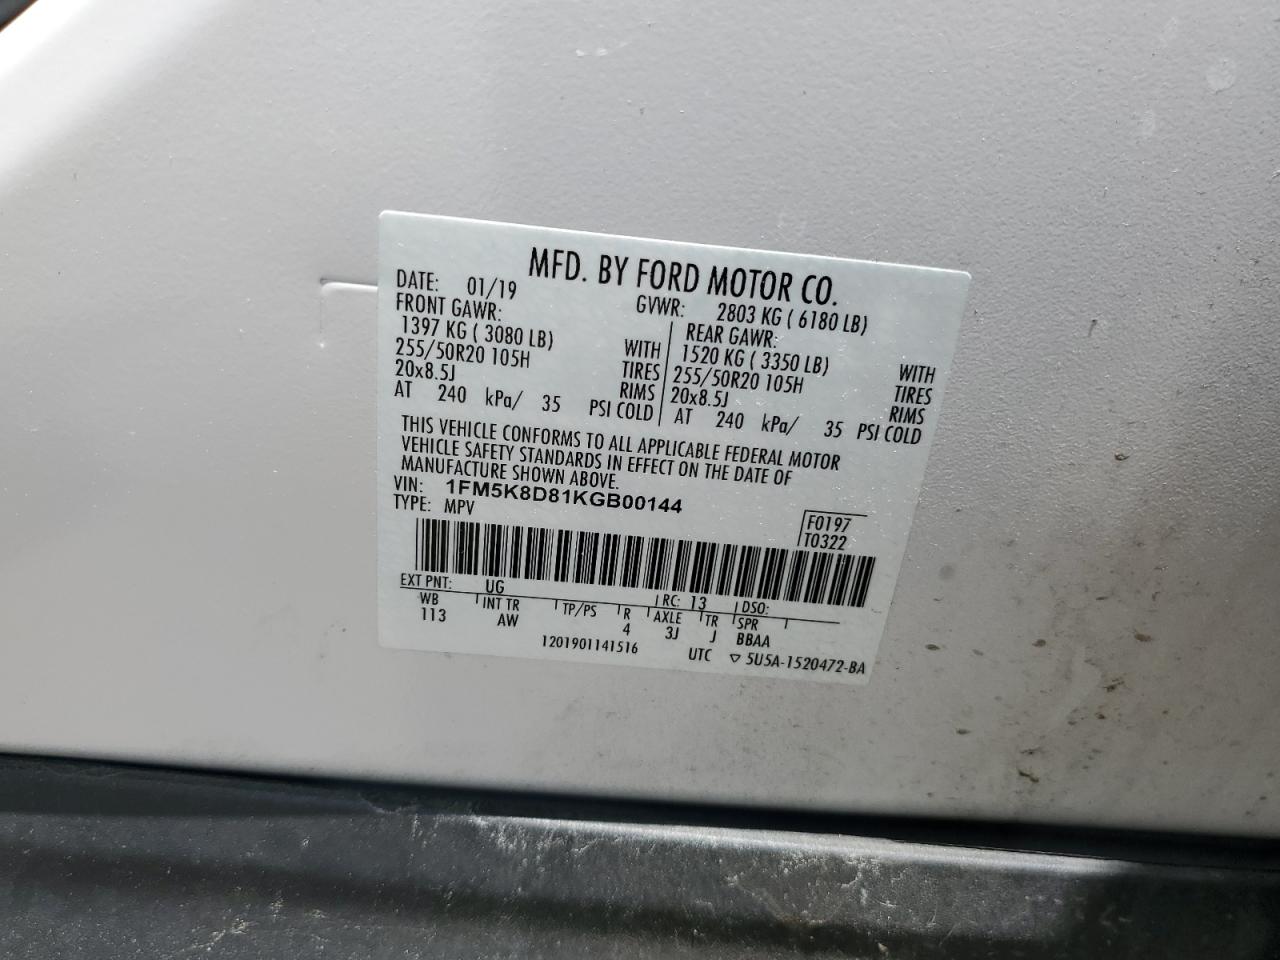 MFD. BY FORD MOTOR CO.
DATE: 01/19 GVWR: 2803 KG ( 6180 LB)
FRONT GAWR: REAR GAWR:
1397 KG ( 3080 LB) WITH 1520 KG ( 3350 LB) WITH
255/50R20 105H TIRES 255/50R20 105H TIRES
20x8.5J RIMS 20x8.5J RIMS
AT 240 kPa/ 35 PSI COLD AT 240 kPa/ 35 PSI COLD
THIS VEHICLE CONFORMS TO ALL APPLICABLE FEDERAL MOTOR
VEHICLE SAFETY STANDARDS IN EFFECT ON THE DATE OF
MANUFACTURE SHOWN ABOVE.
VIN: 1FM5K8D81KGB00144
TYPE: MPV
F0197
T0322
EXT PNT: UG RC: 13 DSO:
WB INT TR TP/PS R AXLE TR SPR
113 AW 4 3J J BBAA
1201901141516 UTC ▽ 5U5A-1520472-BA